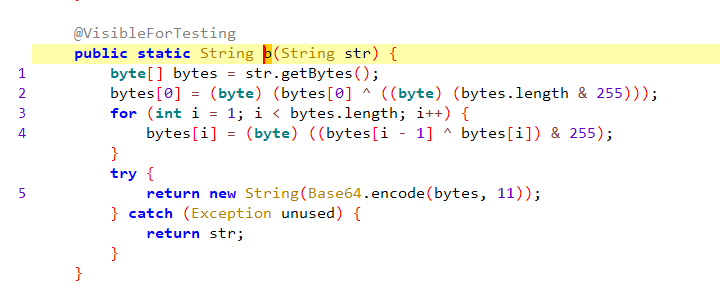 @VisibleForTesting
public static String b(String str) {
1 byte[] bytes = str.getBytes();
2 bytes[0] = (byte) (bytes[0] ^ ((byte) (bytes.length & 255)));
3 for (int i = 1; i < bytes.length; i++) {
4 bytes[i] = (byte) ((bytes[i - 1] ^ bytes[i]) & 255);
}
try {
5 return new String(Base64.encode(bytes, 11));
} catch (Exception unused) {
return str;
}
}